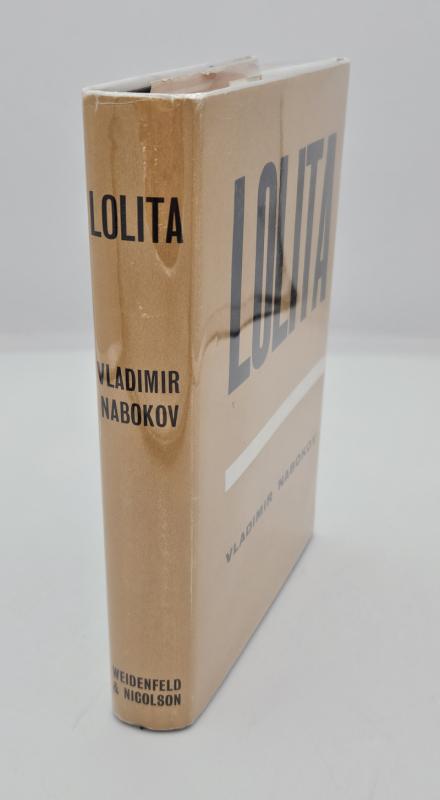 LOLITA
VLADIMIR
NABOKOV
WEIDENFELD
& NICOLSON
LOLITA
VLADIMIR NABOKOV